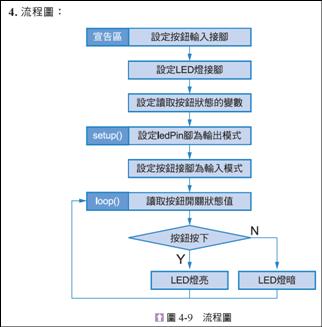 4. 流程圖：
宣告區 設定按鈕輸入接腳
設定LED燈接腳
設定讀取按鈕狀態的變數
setup() 設定ledPin腳為輸出模式
設定按鈕接腳為輸入模式
loop() 讀取按鈕開關狀態值
按鈕按下
N
Y
LED燈亮 LED燈暗
圖 4-9 流程圖